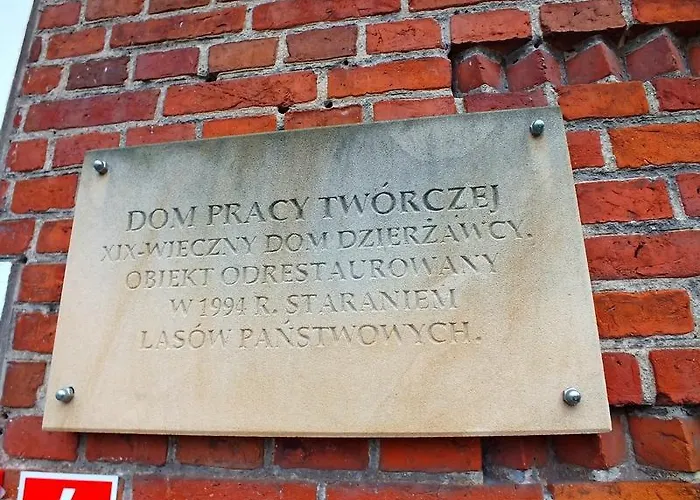 DOM PRACY TWÓRCZEJ
XIX-WIECZNY DOM DZIERŻAWCY.
OBIEKT ODRESTAUROWANY
W 1994 R. STARANIEM
LASÓW PAŃSTWOWYCH.